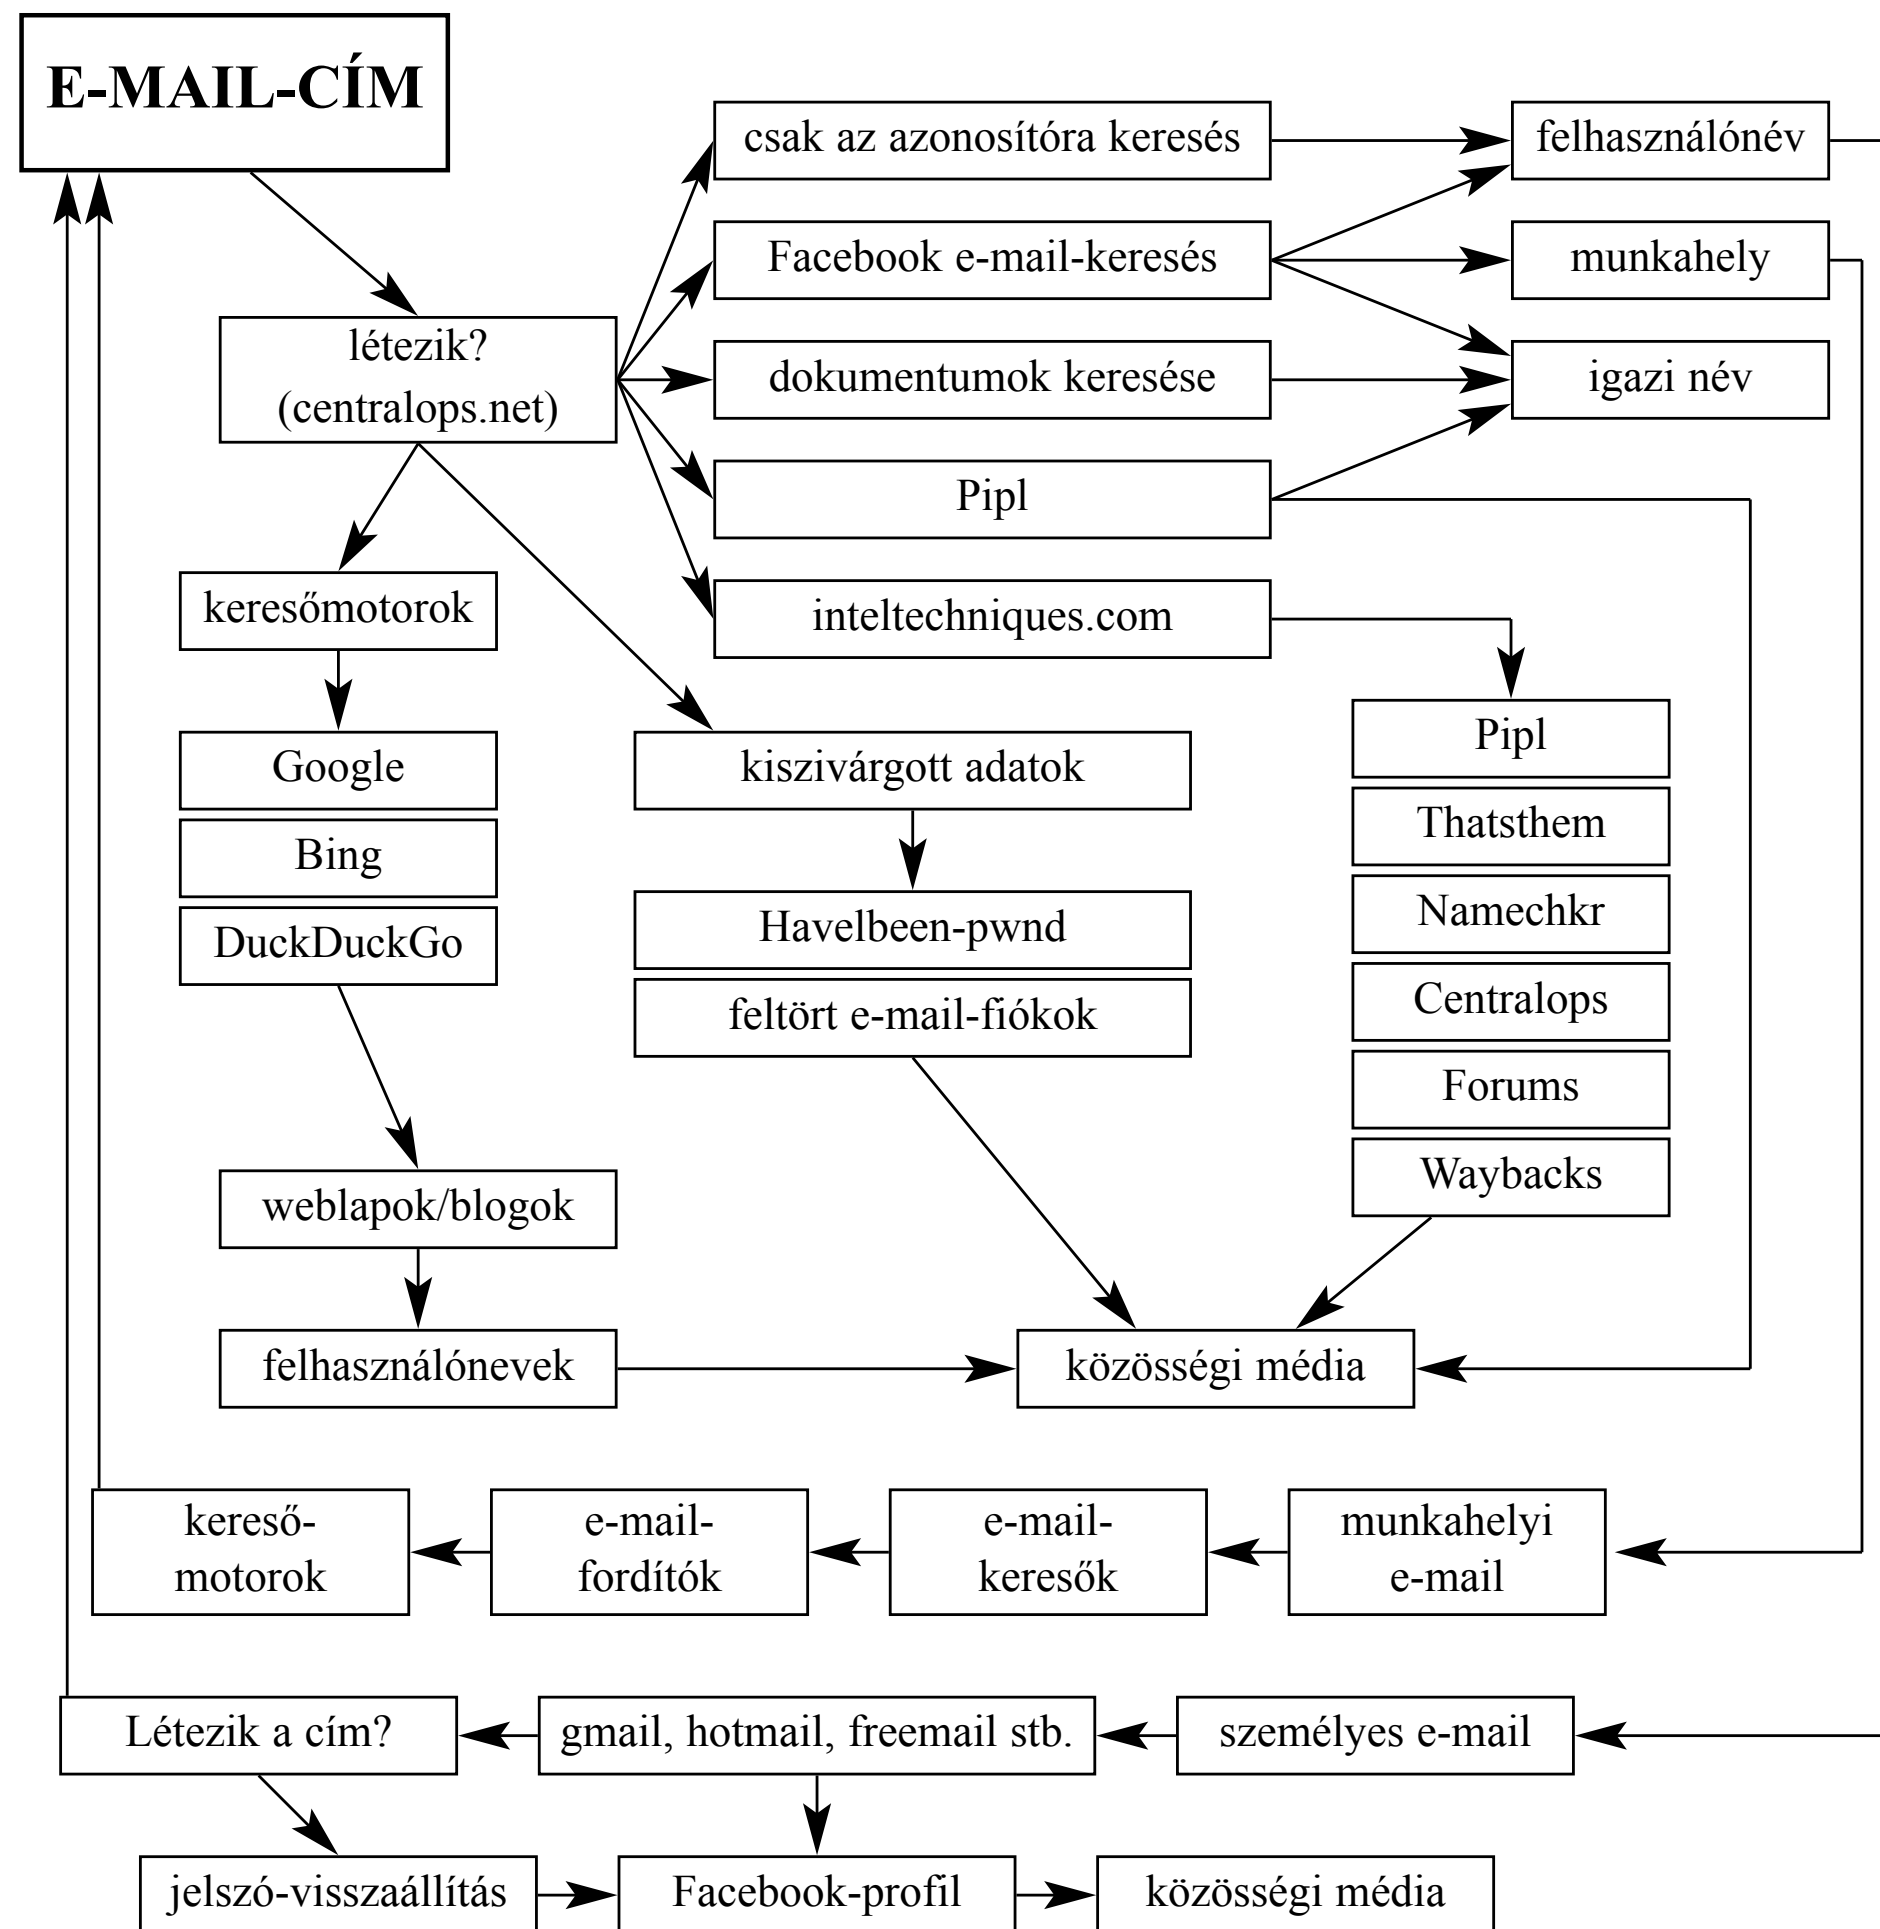 E-MAIL-CÍM
csak az azonosítóra keresés
felhasználónév
Facebook e-mail-keresés
munkahely
létezik?
(centralops.net)
dokumentumok keresése
igazi név
Pipl
keresőmotorok
inteltechniques.com
Google
Bing
DuckDuckGo
kiszivárgott adatok
Havelbeen-pwnd
feltört e-mail-fiókok
Pipl
Thatsthem
Namechkr
Centralops
Forums
Waybacks
weblapok/blogok
felhasználónevek
közösségi média
kereső-
motorok
e-mail-
fordítók
e-mail-
keresők
munkahelyi
e-mail
Létezik a cím?
gmail, hotmail, freemail stb.
személyes e-mail
jelszó-visszaállítás
Facebook-profil
közösségi média